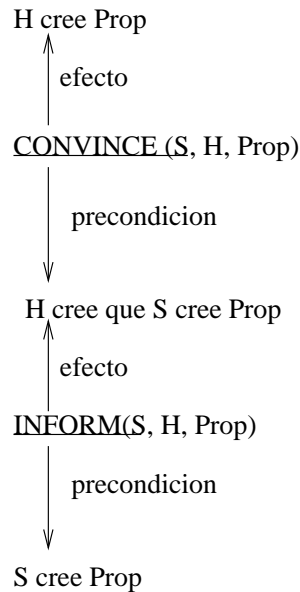 H cree Prop
efecto
CONVINCE (S, H, Prop)
precondicion
H cree que S cree Prop
efecto
INFORM(S, H, Prop)
precondicion
S cree Prop